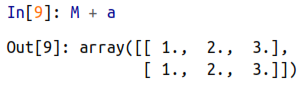 In[9]: M + a
Out[9]: array([[ 1., 2., 3.],
[ 1., 2., 3.]])